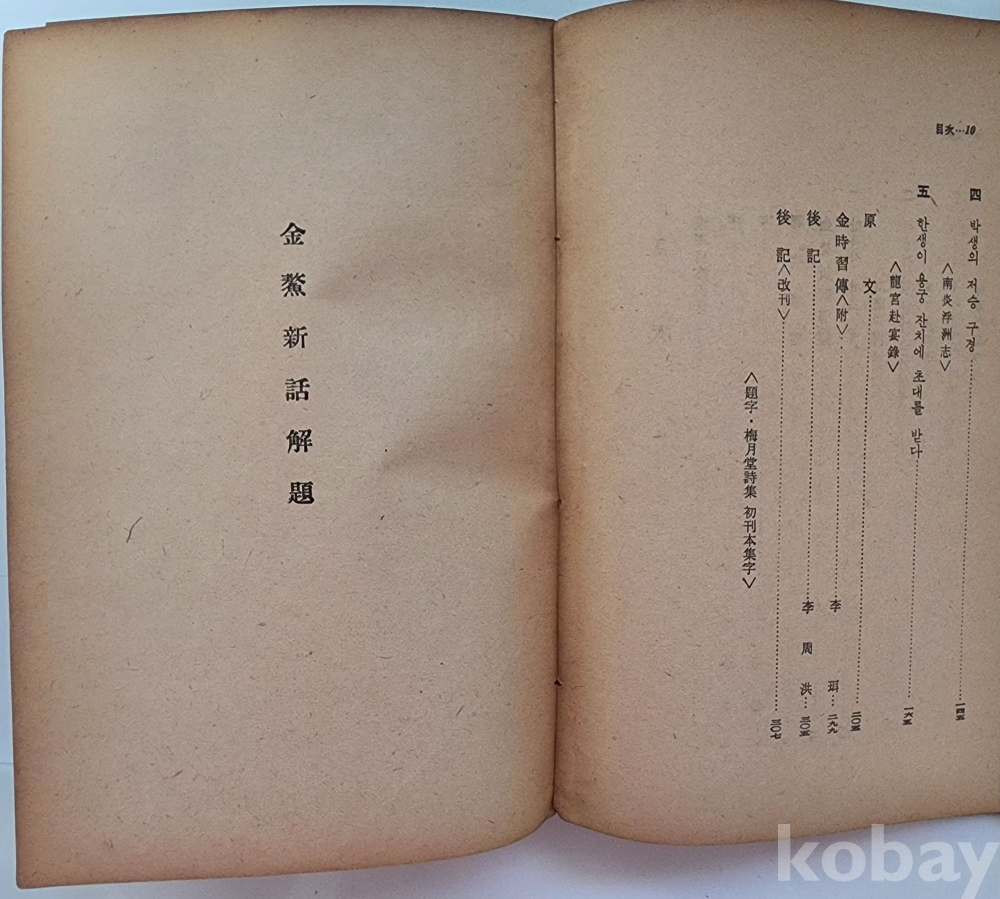 目次…10
四 박생의 저승 구경……一四五
〈南炎浮洲志〉
五 한생이 용궁 잔치에 초대를 받다……一六五
〈龍宮赴宴錄〉
原文……二〇五
金時習傳〈附〉……李珥…二九九
後記……李周洪…三〇五
後記〈改刊〉……三〇七
〈題字・梅月堂詩集 初刊本集字〉
金鰲新話解題
kobay